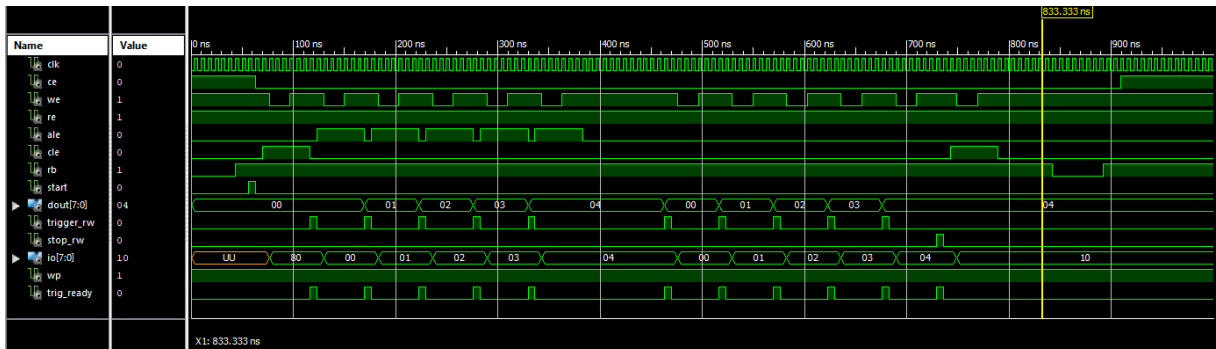 833.333 ns
Name Value 0 ns 100 ns 200 ns 300 ns 400 ns 500 ns 600 ns 700 ns 800 ns 900 ns
clk 0
ce 0
we 1
re 1
ale 0
cle 0
rb 1
start 0
dout[7:0] 04 00 01 02 03 04 00 01 02 03 04
trigger_rw 0
stop_rw 0
io[7:0] 10 UU 80 00 01 02 03 04 00 01 02 03 04 10
wp 1
trig_ready 0
X1: 833.333 ns